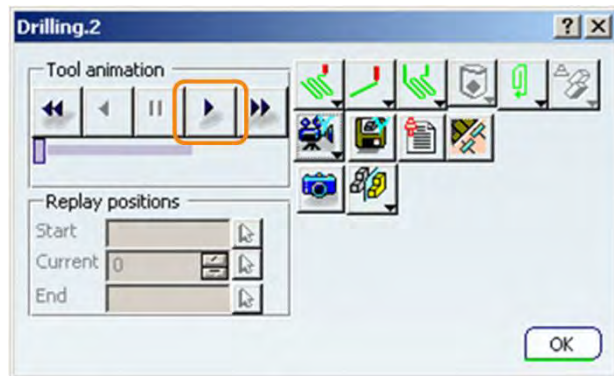 Drilling.2
Tool animation
Replay positions
Start
Current 0
End
OK